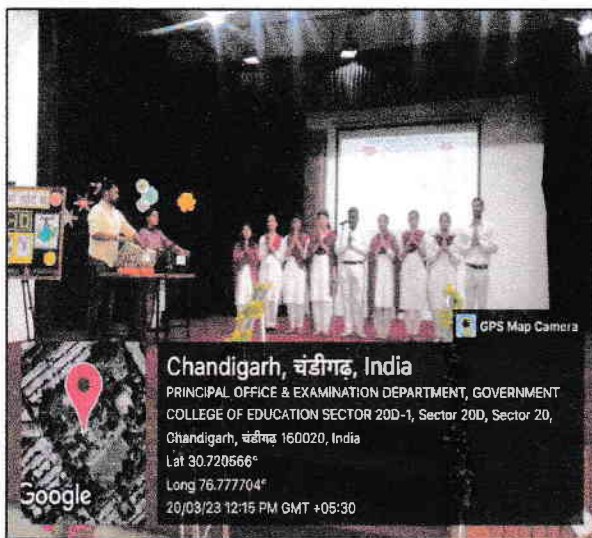 GPS Map Camera
Chandigarh, चंडीगढ़, India
PRINCIPAL OFFICE & EXAMINATION DEPARTMENT, GOVERNMENT
COLLEGE OF EDUCATION SECTOR 20D-1, Sector 20D, Sector 20,
Chandigarh, चंडीगढ़ 160020, India
Lat 30.720566°
Long 76.777704°
20/03/23 12:15 PM GMT +05:30
Google